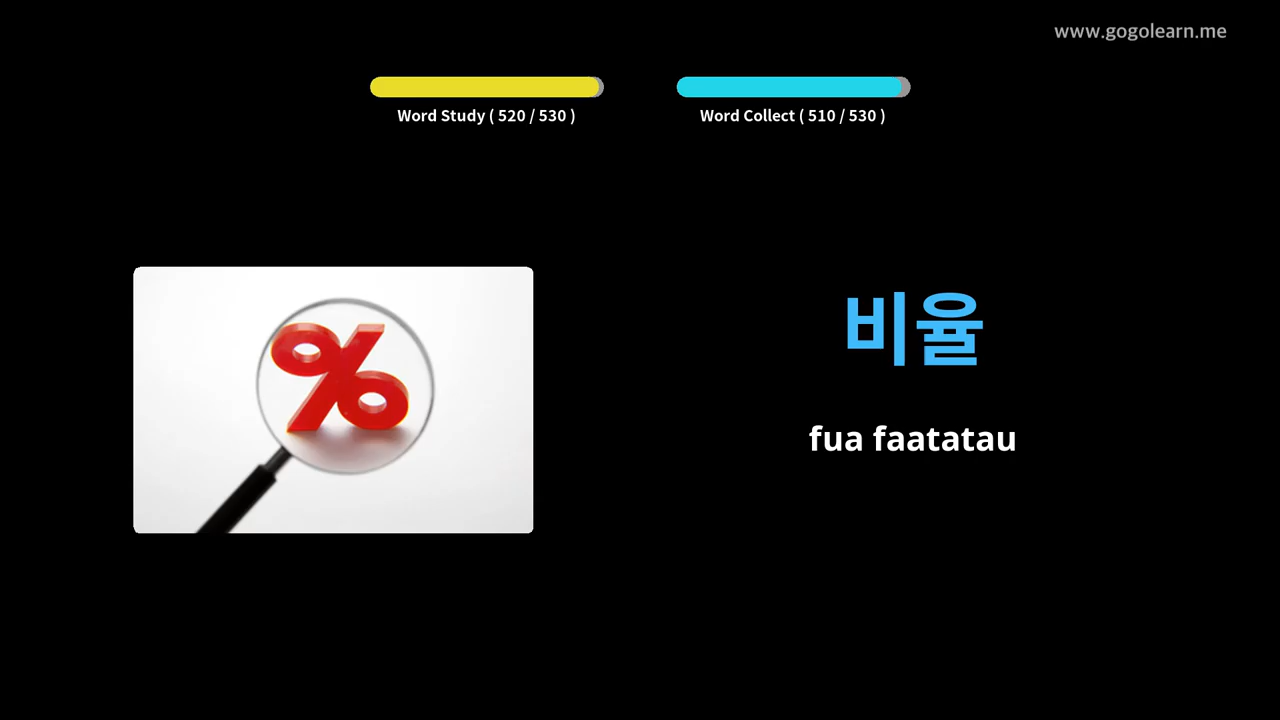 www.gogolearn.me
Word Study ( 520 / 530 )
Word Collect ( 510 / 530 )
%
비율
fua faatatau